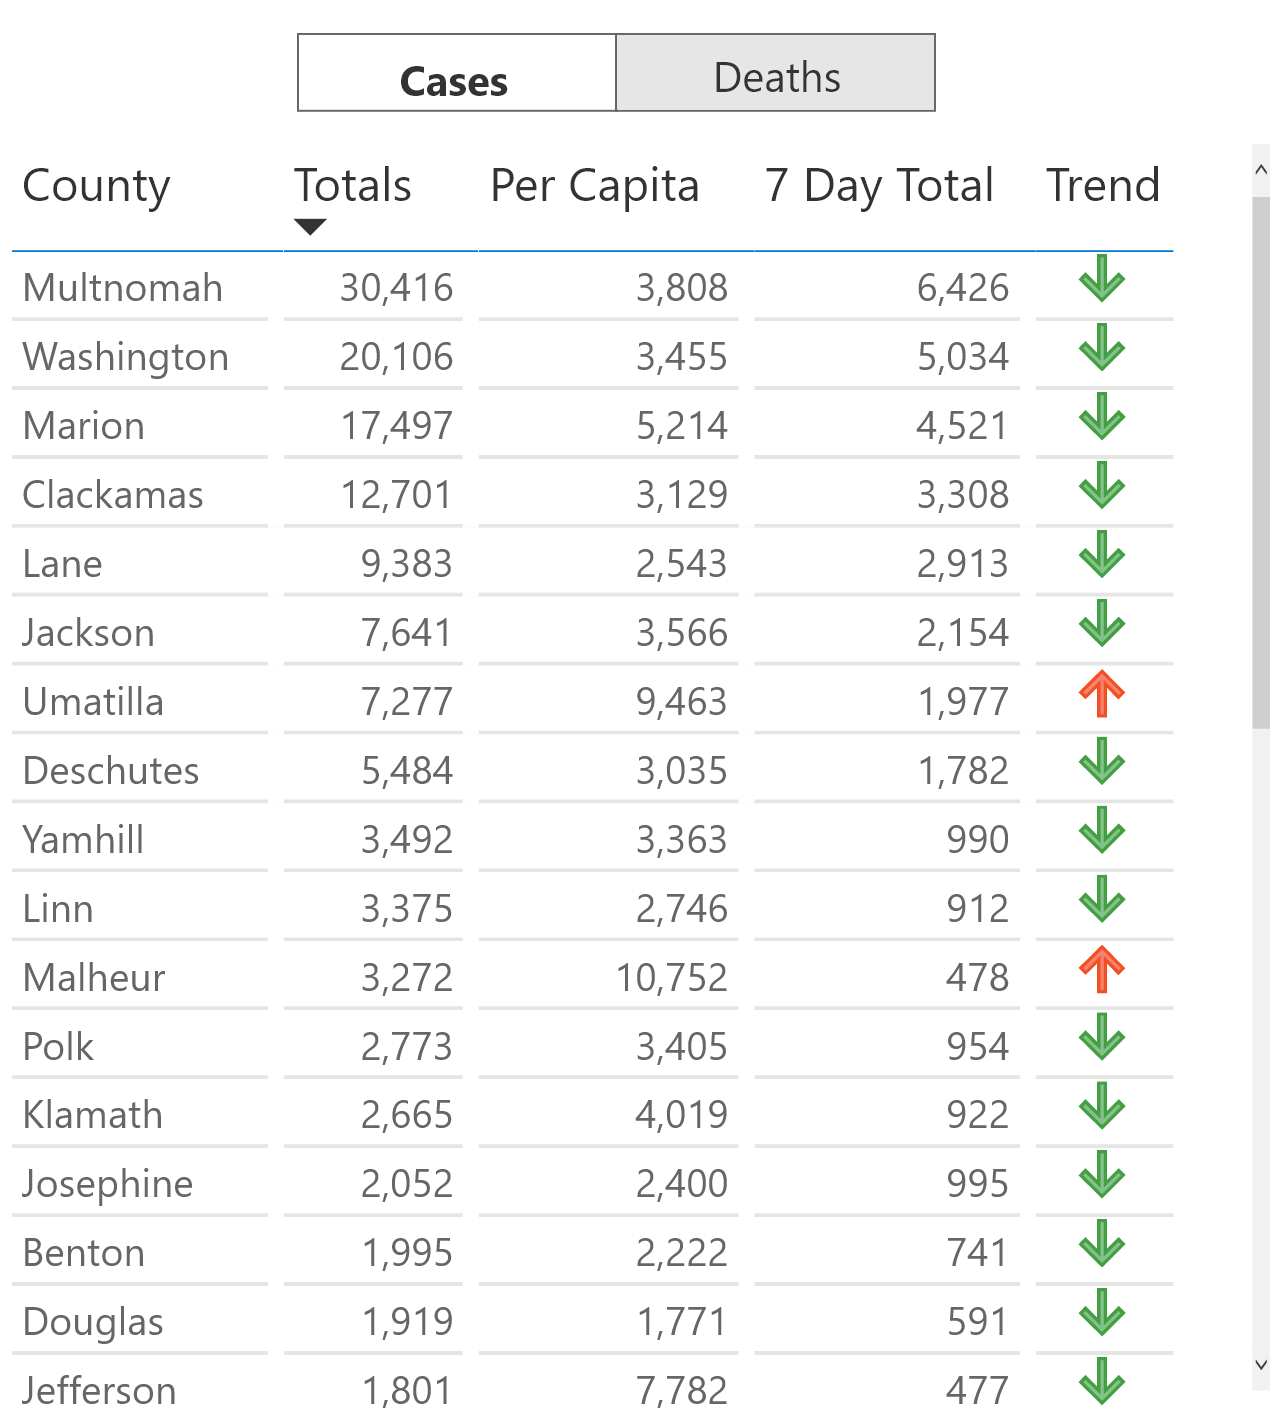 Cases Deaths
County Totals Per Capita 7 Day Total Trend
Multnomah 30,416 3,808 6,426
Washington 20,106 3,455 5,034
Marion 17,497 5,214 4,521
Clackamas 12,701 3,129 3,308
Lane 9,383 2,543 2,913
Jackson 7,641 3,566 2,154
Umatilla 7,277 9,463 1,977
Deschutes 5,484 3,035 1,782
Yamhill 3,492 3,363 990
Linn 3,375 2,746 912
Malheur 3,272 10,752 478
Polk 2,773 3,405 954
Klamath 2,665 4,019 922
Josephine 2,052 2,400 995
Benton 1,995 2,222 741
Douglas 1,919 1,771 591
Jefferson 1,801 7,782 477